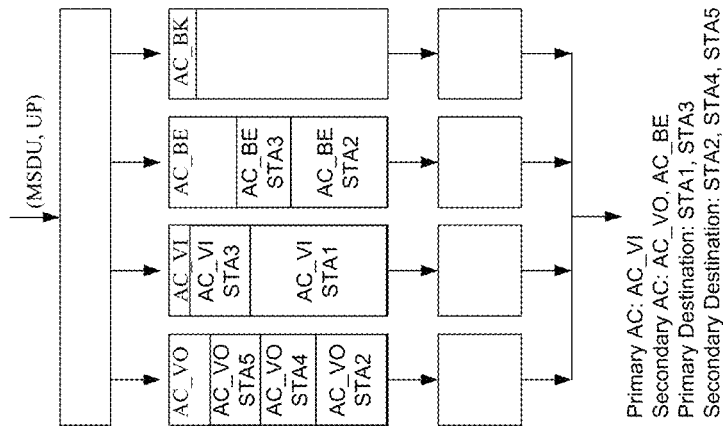 (MSDU, UP)
AC_VO
AC_VI
AC_BE
AC_BK
AC_VO
STA5
AC_VO
STA4
AC_VO
STA2
AC_VI
STA3
AC_VI
STA1
AC_BE
STA3
AC_BE
STA2
Primary AC: AC_VI
Secondary AC: AC_VO, AC_BE
Primary Destination: STA1, STA3
Secondary Destination: STA2, STA4, STA5